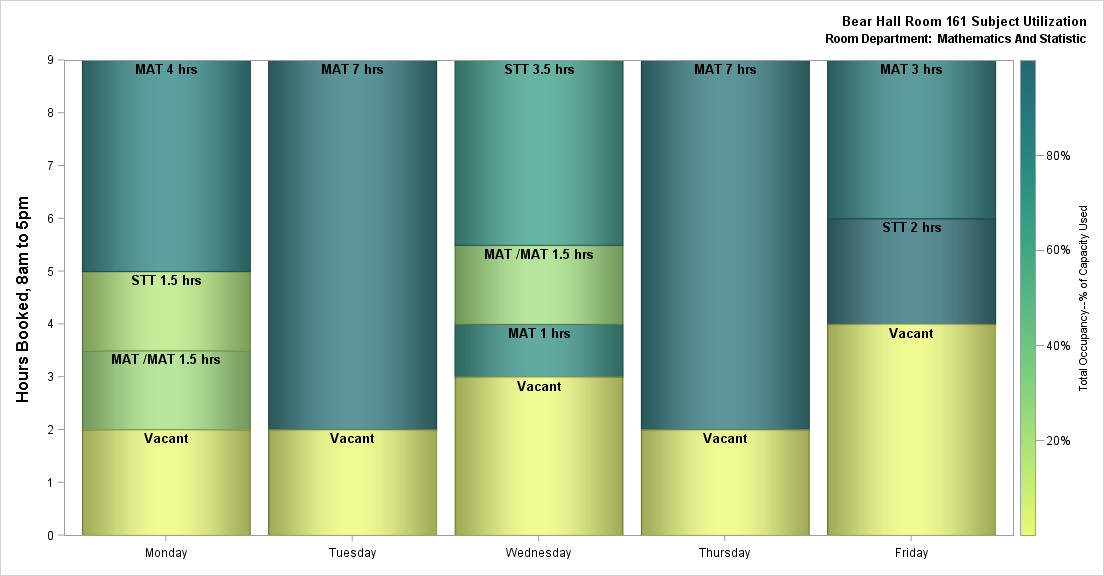 Bear Hall Room 161 Subject Utilization
Room Department: Mathematics And Statistic
Hours Booked, 8am to 5pm
9
8
7
6
5
4
3
2
1
0
MAT 4 hrs
STT 1.5 hrs
MAT /MAT 1.5 hrs
Vacant
MAT 7 hrs
Vacant
STT 3.5 hrs
MAT /MAT 1.5 hrs
MAT 1 hrs
Vacant
MAT 7 hrs
Vacant
MAT 3 hrs
STT 2 hrs
Vacant
Monday
Tuesday
Wednesday
Thursday
Friday
80%
60%
40%
20%
Total Occupancy--% of Capacity Used